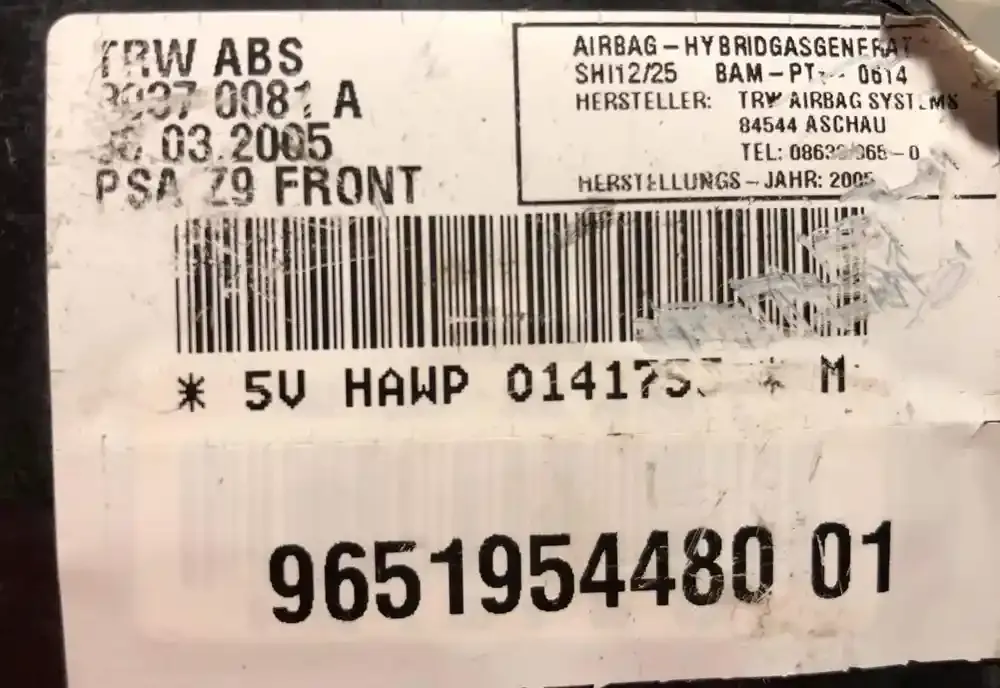 TRW ABS
0081 A
03.2005
PSA Z9 FRONT
AIRBAG-HYBRIDGASGENERAT
SHI12/25 BAM-PT 0614
HERSTELLER: TRW AIRBAG SYSTEMS
84544 ASCHAU
TEL:
HERSTELLUNGS-JAHR: 2005
* 5V HAWP * M
9651954480 01